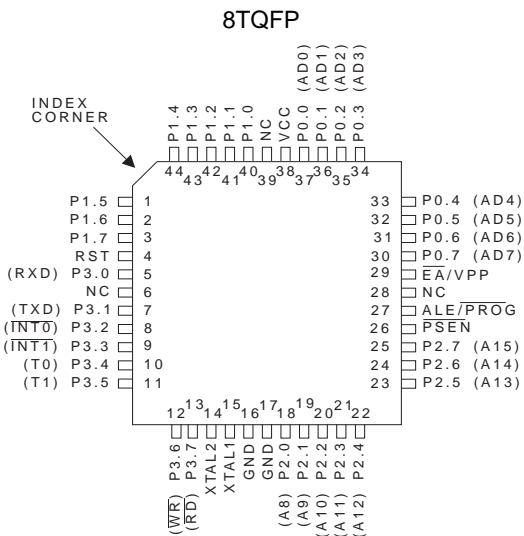 8TQFP
INDEX
CORNER
P1.4
P1.3
P1.2
P1.1
P1.0
NC
VCC
P0.0 (AD0)
P0.1 (AD1)
P0.2 (AD2)
P0.3 (AD3)
44 43 42 41 40 39 38 37 36 35 34
P1.5 1
P1.6 2
P1.7 3
RST 4
(RXD) P3.0 5
NC 6
(TXD) P3.1 7
(INT0) P3.2 8
(INT1) P3.3 9
(T0) P3.4 10
(T1) P3.5 11
33 P0.4 (AD4)
32 P0.5 (AD5)
31 P0.6 (AD6)
30 P0.7 (AD7)
29 EA/VPP
28 NC
27 ALE/PROG
26 PSEN
25 P2.7 (A15)
24 P2.6 (A14)
23 P2.5 (A13)
12 13 14 15 16 17 18 19 20 21 22
(WR) P3.6
(RD) P3.7
XTAL2
XTAL1
GND
GND
(A8) P2.0
(A9) P2.1
(A10) P2.2
(A11) P2.3
(A12) P2.4